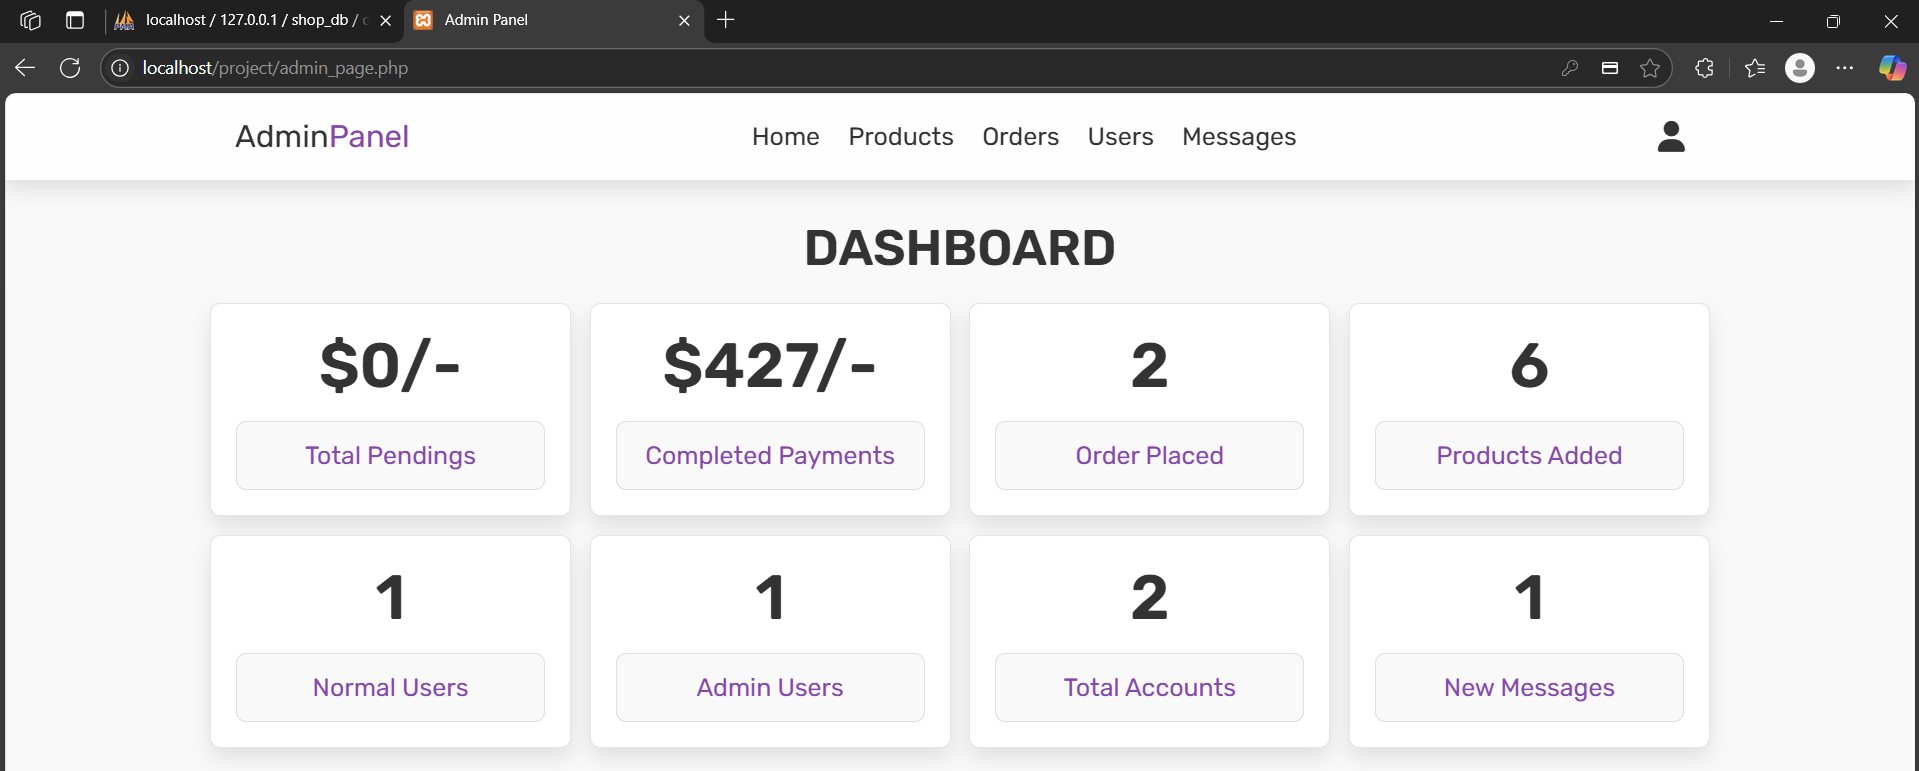 localhost / 127.0.0.1 / shop_db /
Admin Panel
localhost/project/admin_page.php
AdminPanel
Home Products Orders Users Messages
DASHBOARD
$0/- $427/- 2 6
Total Pendings Completed Payments Order Placed Products Added
1 1 2 1
Normal Users Admin Users Total Accounts New Messages